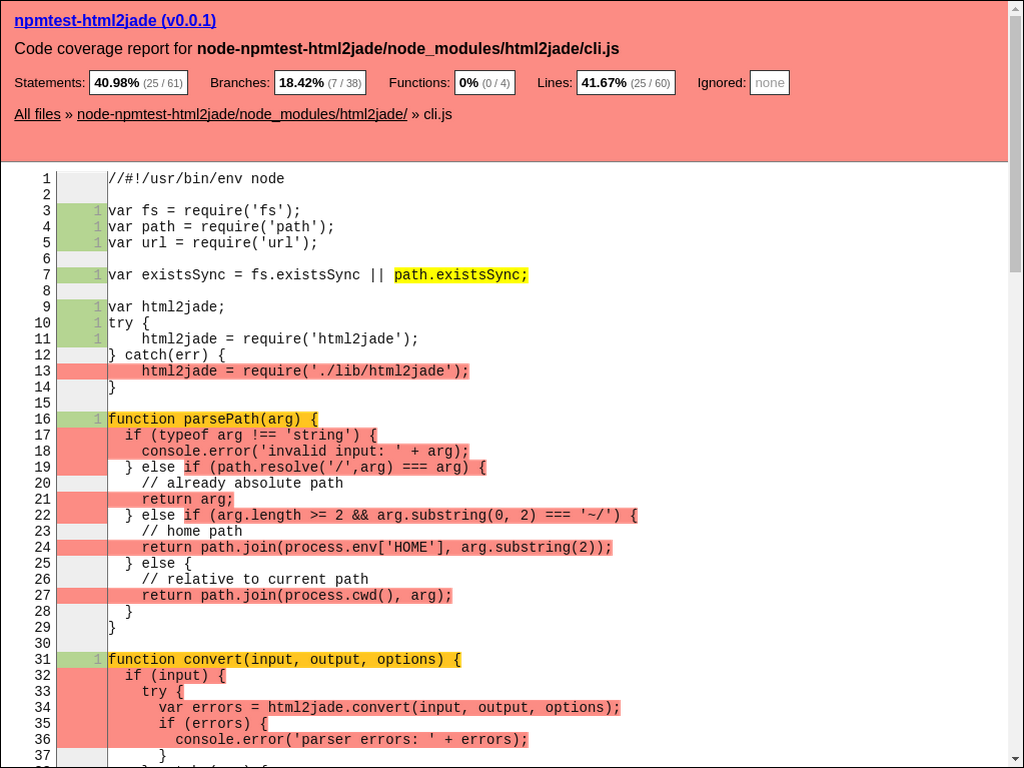 npmtest-html2jade (v0.0.1)
Code coverage report for node-npmtest-html2jade/node_modules/html2jade/cli.js
Statements: 40.98% (25 / 61) Branches: 18.42% (7 / 38) Functions: 0% (0 / 4) Lines: 41.67% (25 / 60) Ignored: none
All files » node-npmtest-html2jade/node_modules/html2jade/ » cli.js
1 //#!/usr/bin/env node
2
3 1 var fs = require('fs');
4 1 var path = require('path');
5 1 var url = require('url');
6
7 1 var existsSync = fs.existsSync || path.existsSync;
8
9 1 var html2jade;
10 1 try {
11 1     html2jade = require('html2jade');
12 } catch(err) {
13     html2jade = require('./lib/html2jade');
14 }
15
16 1 function parsePath(arg) {
17   if (typeof arg !== 'string') {
18     console.error('invalid input: ' + arg);
19   } else if (path.resolve('/',arg) === arg) {
20     // already absolute path
21     return arg;
22   } else if (arg.length >= 2 && arg.substring(0, 2) === '~/') {
23     // home path
24     return path.join(process.env['HOME'], arg.substring(2));
25   } else {
26     // relative to current path
27     return path.join(process.cwd(), arg);
28   }
29 }
30
31 1 function convert(input, output, options) {
32   if (input) {
33     try {
34       var errors = html2jade.convert(input, output, options);
35       if (errors) {
36         console.error('parser errors: ' + errors);
37       }